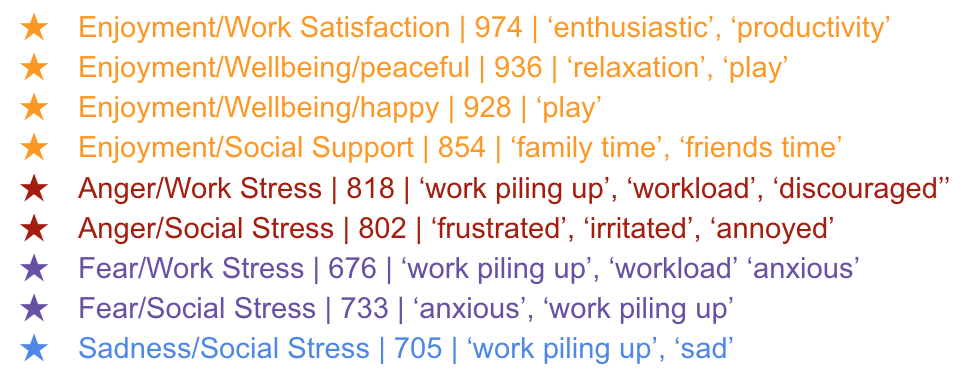 ★ Enjoyment/Work Satisfaction | 974 | ‘enthusiastic’, ‘productivity’
★ Enjoyment/Wellbeing/peaceful | 936 | ‘relaxation’, ‘play’
★ Enjoyment/Wellbeing/happy | 928 | ‘play’
★ Enjoyment/Social Support | 854 | ‘family time’, ‘friends time’
★ Anger/Work Stress | 818 | ‘work piling up’, ‘workload’, ‘discouraged’’
★ Anger/Social Stress | 802 | ‘frustrated’, ‘irritated’, ‘annoyed’
★ Fear/Work Stress | 676 | ‘work piling up’, ‘workload’ ‘anxious’
★ Fear/Social Stress | 733 | ‘anxious’, ‘work piling up’
★ Sadness/Social Stress | 705 | ‘work piling up’, ‘sad’